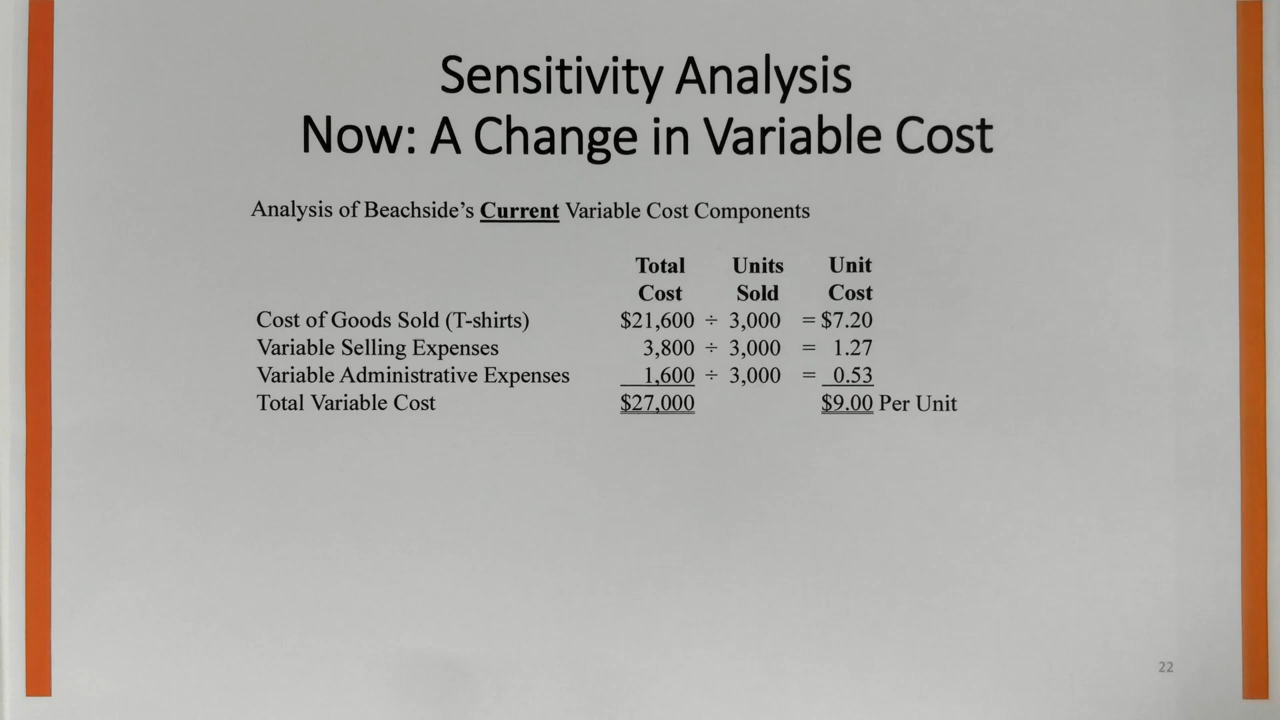 Sensitivity Analysis
Now: A Change in Variable Cost
Analysis of Beachside's Current Variable Cost Components
Total Units Unit
Cost Sold Cost
Cost of Goods Sold (T-shirts) $21,600 ÷ 3,000 = $7.20
Variable Selling Expenses 3,800 ÷ 3,000 = 1.27
Variable Administrative Expenses 1,600 ÷ 3,000 = 0.53
Total Variable Cost $27,000 $9.00 Per Unit
22